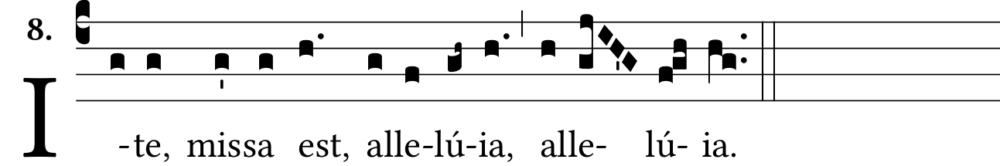 8.
I-te, missa est, alle-lú-ia, alle- lú- ia.